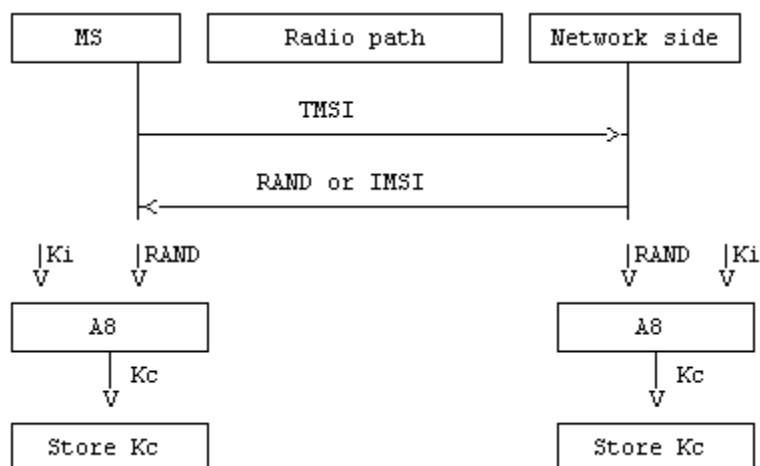 MS Radio path Network side
TMSI
RAND or IMSI
|Ki |RAND |RAND |Ki
V V V V
A8 A8
Kc Kc
V V
Store Kc Store Kc